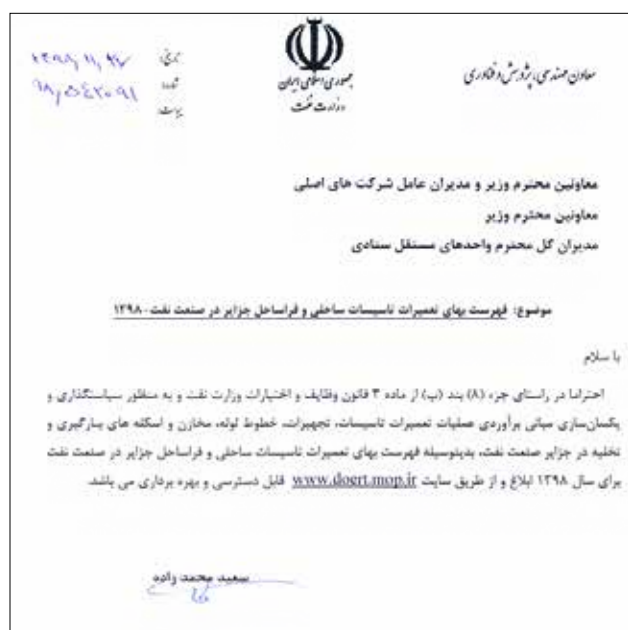 معاون مهندسی، پژوهش و فناوری
جمهوری اسلامی ایران
وزارت نفت
تاریخ:
شماره:
پیوست:
معاونین محترم وزیر و مدیران عامل شرکت های اصلی
معاونین محترم وزیر
مدیران کل محترم واحدهای مستقل ستادی
موضوع: فهرست بهای تعمیرات تاسیسات ساحلی و فراساحل جزایر در صنعت نفت-۱۳۹۸
با سلام
احتراما در راستای جزء (۸) بند (پ) از ماده ۳ قانون وظایف و اختیارات وزارت نفت و به منظور سیاستگذاری و
یکسان‌سازی مبانی برآوردی عملیات تعمیرات تاسیسات، تجهیزات، خطوط لوله، مخازن و اسکله های بارگیری و
تخلیه در جزایر صنعت نفت، بدینوسیله فهرست بهای تعمیرات تاسیسات ساحلی و فراساحل جزایر در صنعت نفت
برای سال ۱۳۹۸ ابلاغ و از طریق سایت www.doert.mop.ir قابل دسترسی و بهره برداری می باشد.
سعید محمد زاده